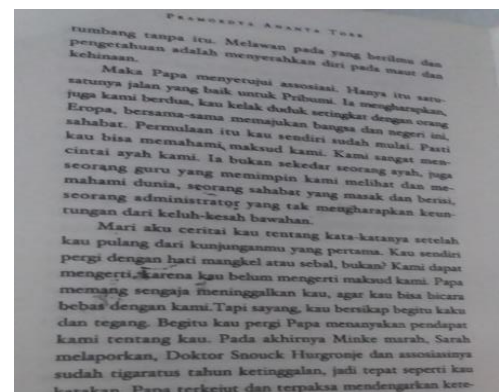 PRAMOEDYA ANANTA TOER
tumbang tanpa itu. Melawan pada yang berilmu dan
pengetahuan adalah menyerahkan diri pada maut dan
kehinaan.
Maka Papa menyetujui assosiasi. Hanya itu satu-
satunya jalan yang baik untuk Pribumi. Ia mengharapkan,
juga kami berdua, kau kelak duduk setingkat dengan orang
Eropa, bersama-sama memajukan bangsa dan negeri ini,
sahabat. Permulaan itu kau sendiri sudah mulai. Pasti
kau bisa memahami, maksud kami. Kami sangat men-
cintai ayah kami. Ia bukan sekedar seorang ayah, juga
seorang guru yang memimpin kami melihat dan me-
mahami dunia, seorang sahabat yang masak dan berisi,
seorang administrator yang tak mengharapkan keun-
tungan dari keluh-kesah bawahan.
Mari aku ceritai kau tentang kata-katanya setelah
kau pulang dari kunjunganmu yang pertama. Kau sendiri
pergi dengan hati mangkel atau sebal, bukan? Kami dapat
mengerti, karena kau belum mengerti maksud kami. Papa
memang sengaja meninggalkan kau, agar kau bisa bicara
bebas dengan kami. Tapi sayang, kau bersikap begitu kaku
dan tegang. Begitu kau pergi Papa menanyakan pendapat
kami tentang kau. Pada akhirnya Minke marah, Sarah
melaporkan, Doktor Snouck Hurgronje dan assosiasinya
sudah tigaratus tahun ketinggalan, jadi tepat seperti kau
katakan. Papa terkejut dan terpaksa mendengarkan kete-